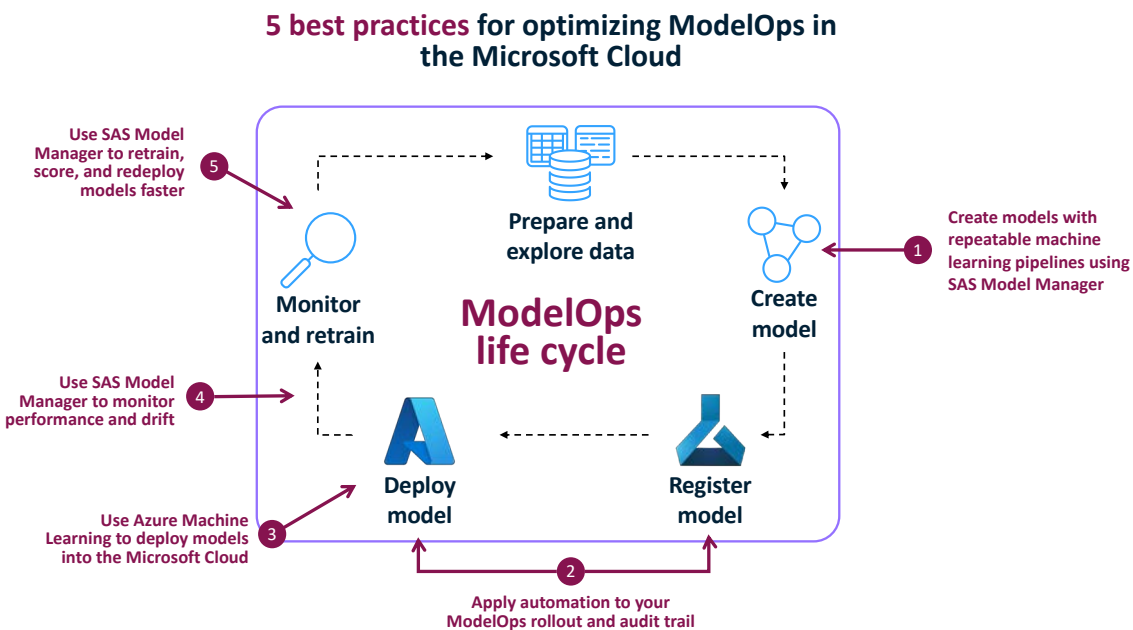 5 best practices for optimizing ModelOps in
the Microsoft Cloud
Use SAS Model
Manager to retrain,
score, and redeploy
models faster
5
Prepare and
explore data
1
Create models with
repeatable machine
learning pipelines using
SAS Model Manager
Create
model
Monitor
and retrain
ModelOps
life cycle
Use SAS Model
Manager to monitor
performance and drift
4
Deploy
model
Register
model
Use Azure Machine
Learning to deploy models
into the Microsoft Cloud
3
2
Apply automation to your
ModelOps rollout and audit trail